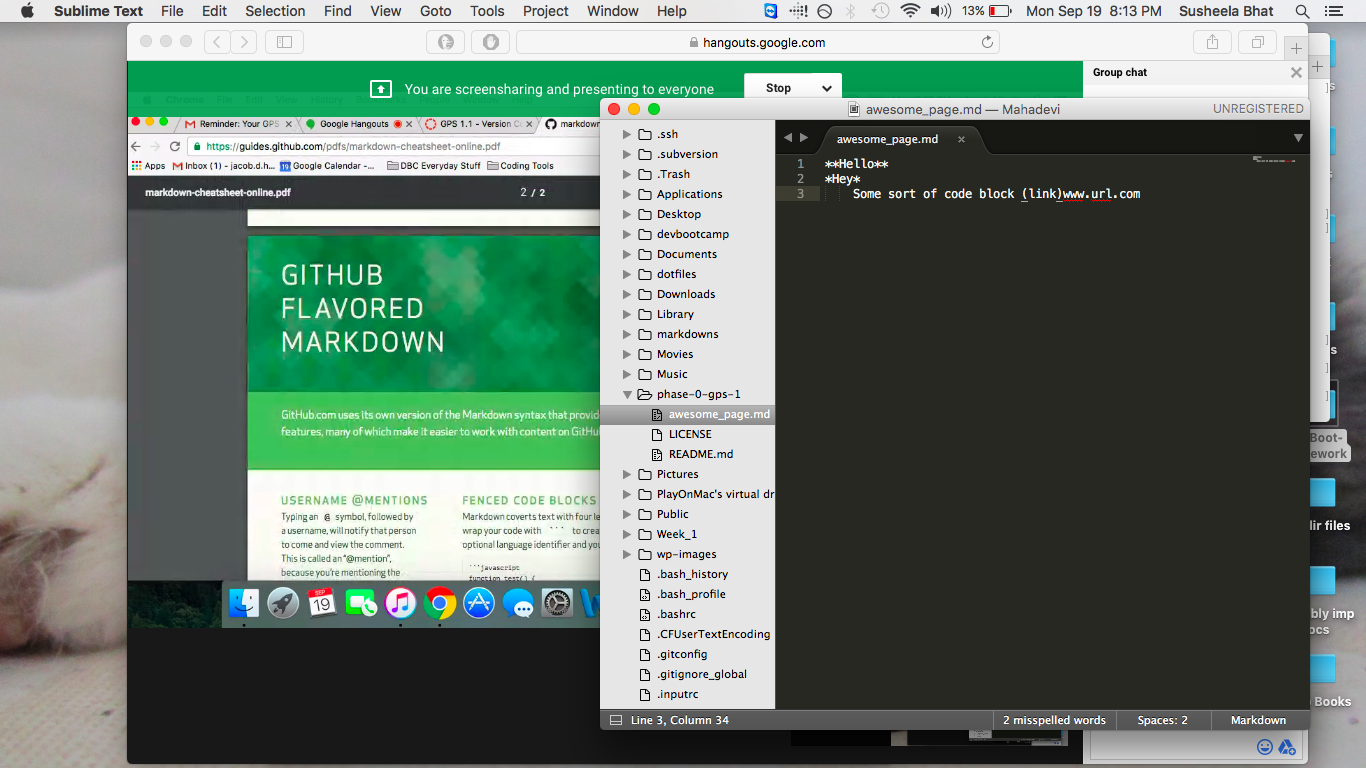 Sublime Text File Edit Selection Find View Goto Tools Project Window Help 13% Mon Sep 19 8:13 PM Susheela Bhat
hangouts.google.com
You are screensharing and presenting to everyone Stop
Group chat
Reminder: Your GPS Google Hangouts GPS 1.1 - Version Co markdown
https://guides.github.com/pdfs/markdown-cheatsheet-online.pdf
Apps Inbox (1) - jacob.d.h... Google Calendar - DBC Everyday Stuff Coding Tools
markdown-cheatsheet-online.pdf 2 / 2
GITHUB
FLAVORED
MARKDOWN
GitHub.com uses its own version of the Markdown syntax that provid
features, many of which make it easier to work with content on GitHu
USERNAME @MENTIONS
Typing an @ symbol, followed by
a username, will notify that person
to come and view the comment.
This is called an "@mention",
because you're mentioning the
FENCED CODE BLOCKS
Markdown coverts text with four le
wrap your code with ``` to crea
optional language identifier and you
```javascript
function test() {
SEP
19
awesome_page.md — Mahadevi UNREGISTERED
.ssh
.subversion
.Trash
Applications
Desktop
devbootcamp
Documents
dotfiles
Downloads
Library
markdowns
Movies
Music
phase-0-gps-1
awesome_page.md
LICENSE
README.md
Pictures
PlayOnMac's virtual dr
Public
Week_1
wp-images
.bash_history
.bash_profile
.bashrc
.CFUserTextEncoding
.gitconfig
.gitignore_global
.inputrc
awesome_page.md
1 **Hello**
2 *Hey*
3 Some sort of code block (link)www.url.com
Line 3, Column 34 2 misspelled words Spaces: 2 Markdown
s
s
Boot-
ework
dir files
bly imp
ocs
Books